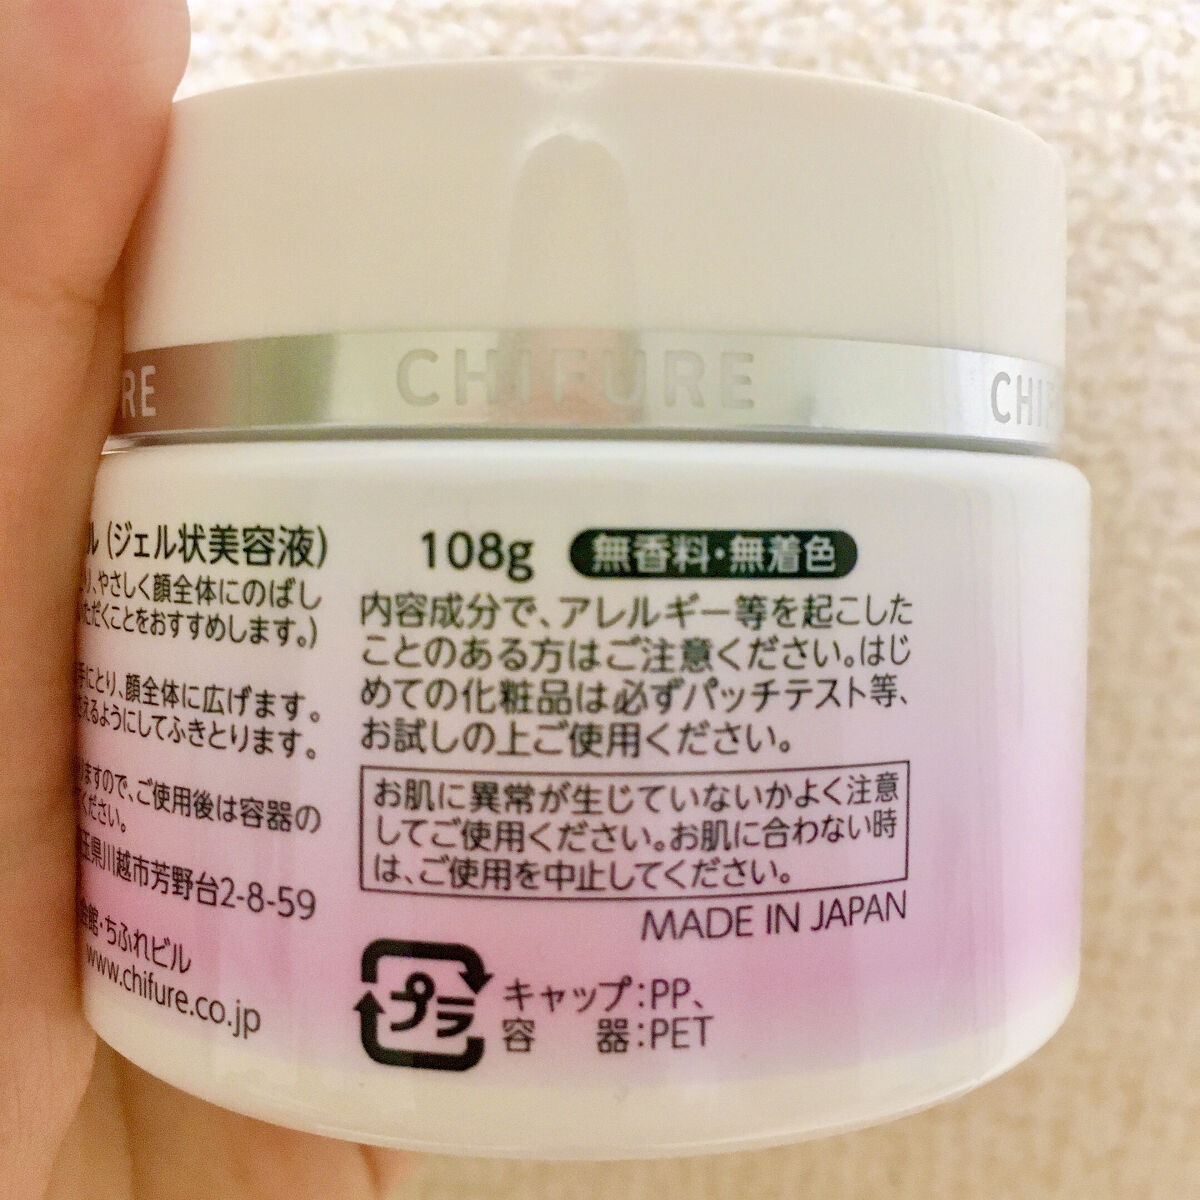 RE CHIFURE CHIF
ル (ジェル状美容液)
り、やさしく顔全体にのばし
ただくことをおすすめします。)
手にとり、顔全体に広げます。
えるようにしてふきとります。
りますので、ご使用後は容器の
ください。
玉県川越市芳野台2-8-59
会館・ちふれビル
www.chifure.co.jp
108g 無香料・無着色
内容成分で、アレルギー等を起こした
ことのある方はご注意ください。はじ
めての化粧品は必ずパッチテスト等、
お試しの上ご使用ください。
お肌に異常が生じていないかよく注意
してご使用ください。お肌に合わない時
は、ご使用を中止してください。
MADE IN JAPAN
プラ
キャップ:PP、
容 器:PET